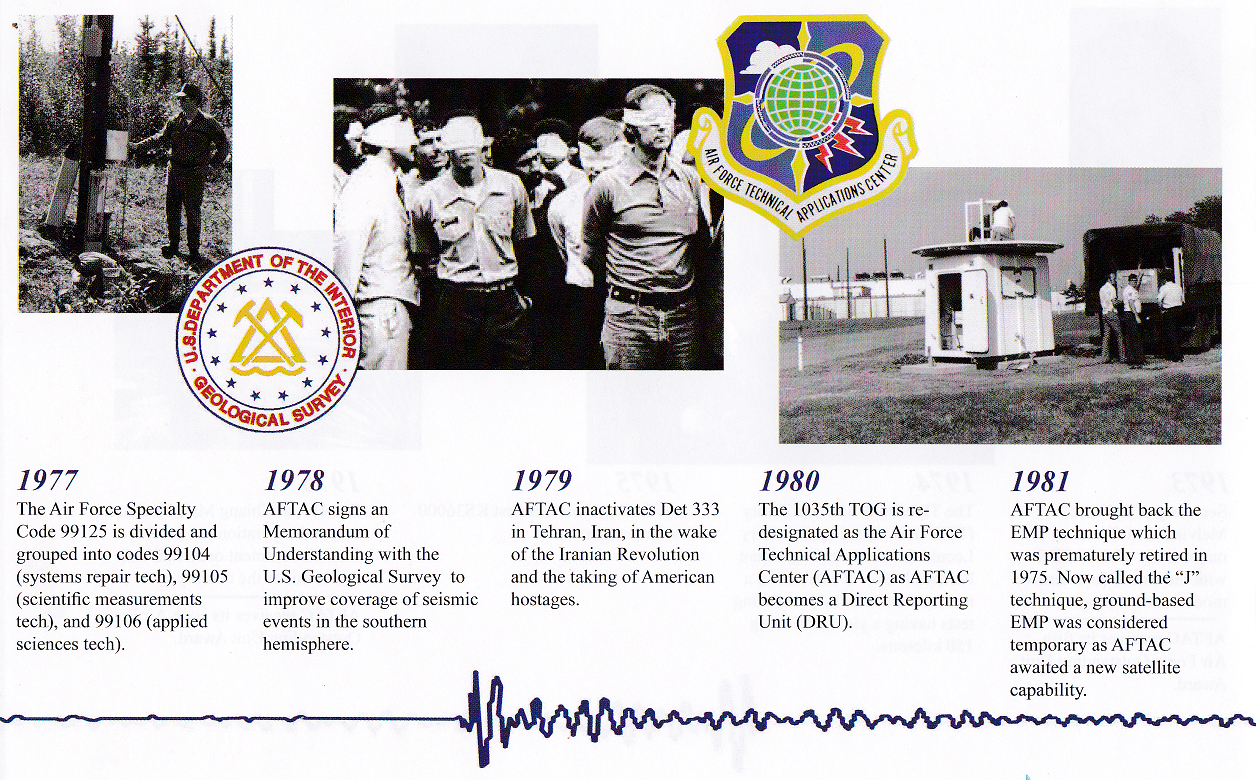 AIR FORCE TECHNICAL APPLICATIONS CENTER
U.S. DEPARTMENT OF THE INTERIOR
· GEOLOGICAL SURVEY ·
1977
The Air Force Specialty
Code 99125 is divided and
grouped into codes 99104
(systems repair tech), 99105
(scientific measurements
tech), and 99106 (applied
sciences tech).
1978
AFTAC signs an
Memorandum of
Understanding with the
U.S. Geological Survey to
improve coverage of seismic
events in the southern
hemisphere.
1979
AFTAC inactivates Det 333
in Tehran, Iran, in the wake
of the Iranian Revolution
and the taking of American
hostages.
1980
The 1035th TOG is re-
designated as the Air Force
Technical Applications
Center (AFTAC) as AFTAC
becomes a Direct Reporting
Unit (DRU).
1981
AFTAC brought back the
EMP technique which
was prematurely retired in
1975. Now called the “J”
technique, ground-based
EMP was considered
temporary as AFTAC
awaited a new satellite
capability.